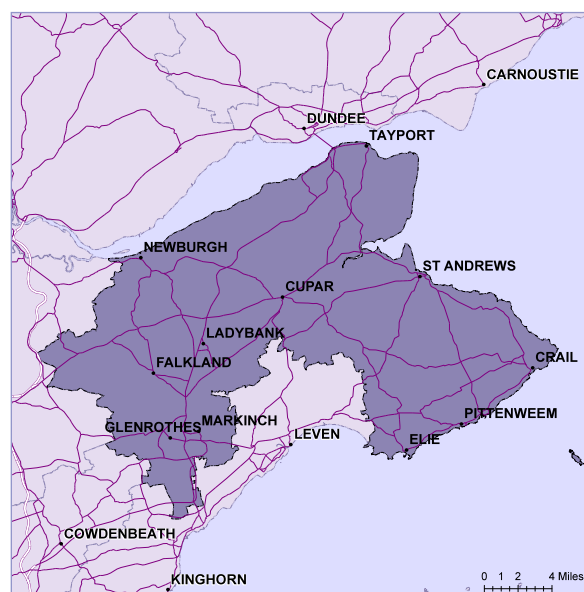 CARNOUSTIE
DUNDEE
TAYPORT
NEWBURGH
ST ANDREWS
CUPAR
LADYBANK
CRAIL
FALKLAND
PITTENWEEM
MARKINCH
GLENROTHES
LEVEN
ELIE
COWDENBEATH
KINGHORN
0 1 2 4 Miles